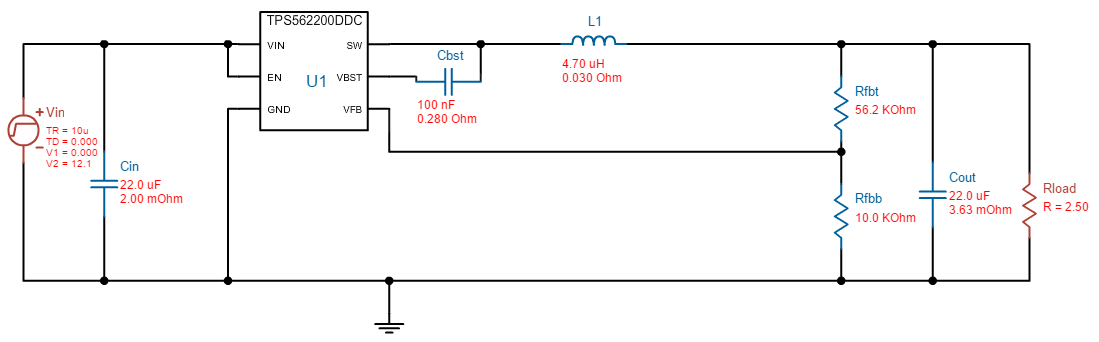 TPS562200DDC
VIN
SW
EN
VBST
GND
VFB
U1
L1
4.70 uH
0.030 Ohm
Cbst
100 nF
0.280 Ohm
Rfbt
56.2 KOhm
+ Vin
TR = 10u
TD = 0.000
V1 = 0.000
V2 = 12.1
Cin
22.0 uF
2.00 mOhm
Rfbb
10.0 KOhm
Cout
22.0 uF
3.63 mOhm
Rload
R = 2.50